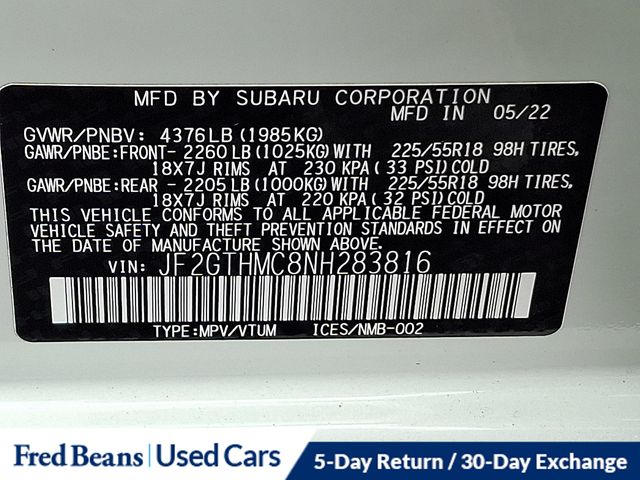 MFD BY SUBARU CORPORATION
MFD IN 05/22
GVWR/PNBV: 4376LB(1985KG)
GAWR/PNBE:FRONT- 2260LB(1025KG)WITH 225/55R18 98H TIRES,
18X7J RIMS AT 230 KPA( 33 PSI)COLD
GAWR/PNBE:REAR - 2205LB(1000KG)WITH 225/55R18 98H TIRES,
18X7J RIMS AT 220 KPA( 32 PSI)COLD
THIS VEHICLE CONFORMS TO ALL APPLICABLE FEDERAL MOTOR
VEHICLE SAFETY AND THEFT PREVENTION STANDARDS IN EFFECT ON
THE DATE OF MANUFACTURE SHOWN ABOVE.
VIN: JF2GTHMC8NH283816
TYPE:MPV/VTUM ICES/NMB-002
Fred Beans | Used Cars
5-Day Return / 30-Day Exchange